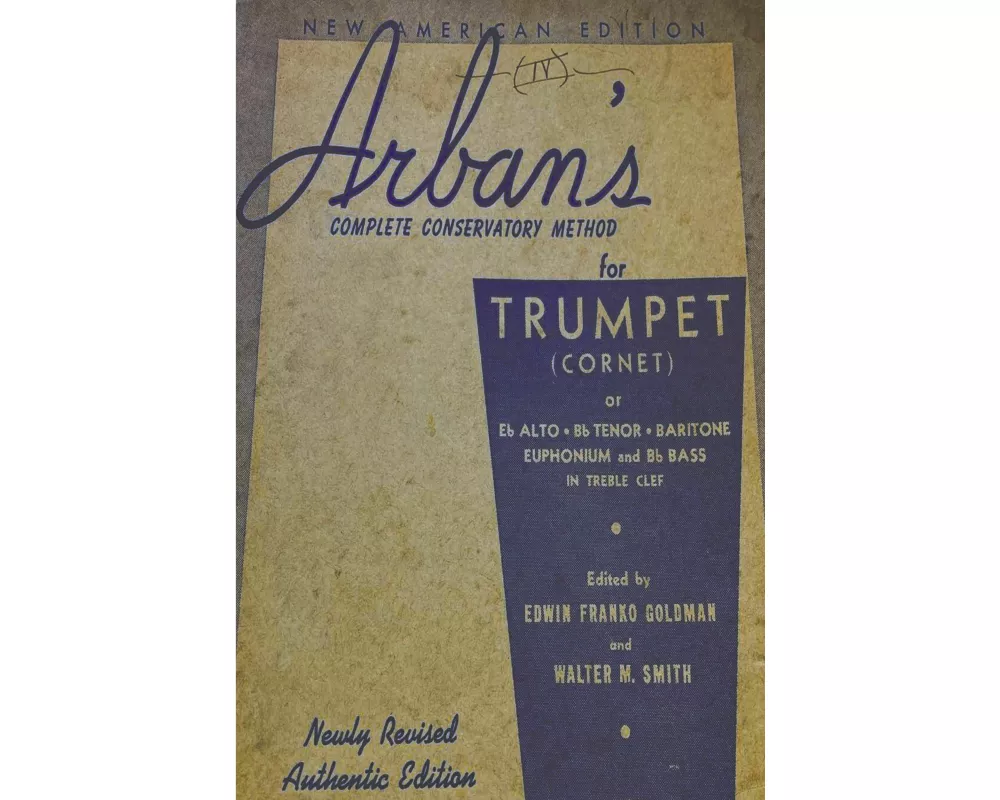 NEW AMERICAN EDITION
(IV)
Arban's
COMPLETE CONSERVATORY METHOD
for
TRUMPET
(CORNET)
or
Eb ALTO • Bb TENOR • BARITONE
EUPHONIUM and Bb BASS
IN TREBLE CLEF
Edited by
EDWIN FRANKO GOLDMAN
and
WALTER M. SMITH
Newly Revised
Authentic Edition